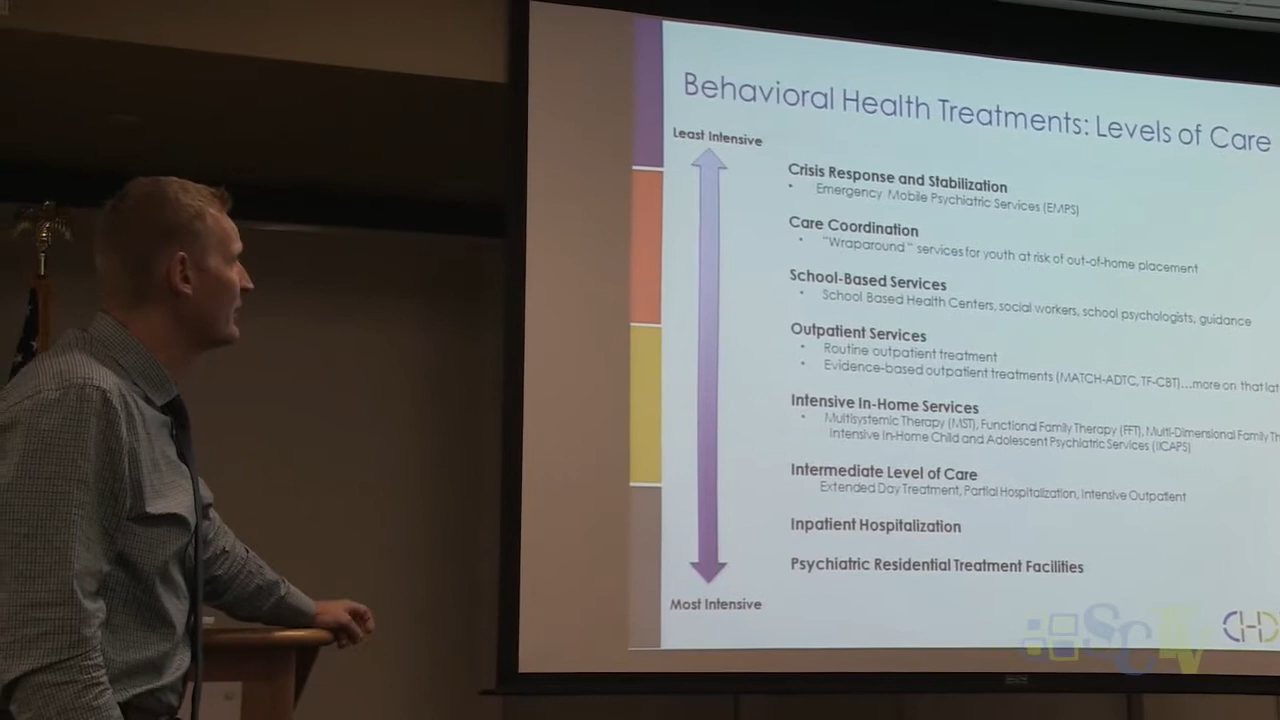 Behavioral Health Treatments: Levels of Care
Least Intensive
Crisis Response and Stabilization
• Emergency Mobile Psychiatric Services (EMPS)
Care Coordination
• "Wraparound" services for youth at risk of out-of-home placement
School-Based Services
• School Based Health Centers, social workers, school psychologists, guidance
Outpatient Services
• Routine outpatient treatment
• Evidence-based outpatient treatments (MATCH-ADTC, TF-CBT)...more on that lat
Intensive In-Home Services
• Multisystemic Therapy (MST), Functional Family Therapy (FFT), Multi-Dimensional Family Th
Intensive In-Home Child and Adolescent Psychiatric Services (IICAPS)
Intermediate Level of Care
Extended Day Treatment, Partial Hospitalization, Intensive Outpatient
Inpatient Hospitalization
Psychiatric Residential Treatment Facilities
Most Intensive
SCTV
CHD